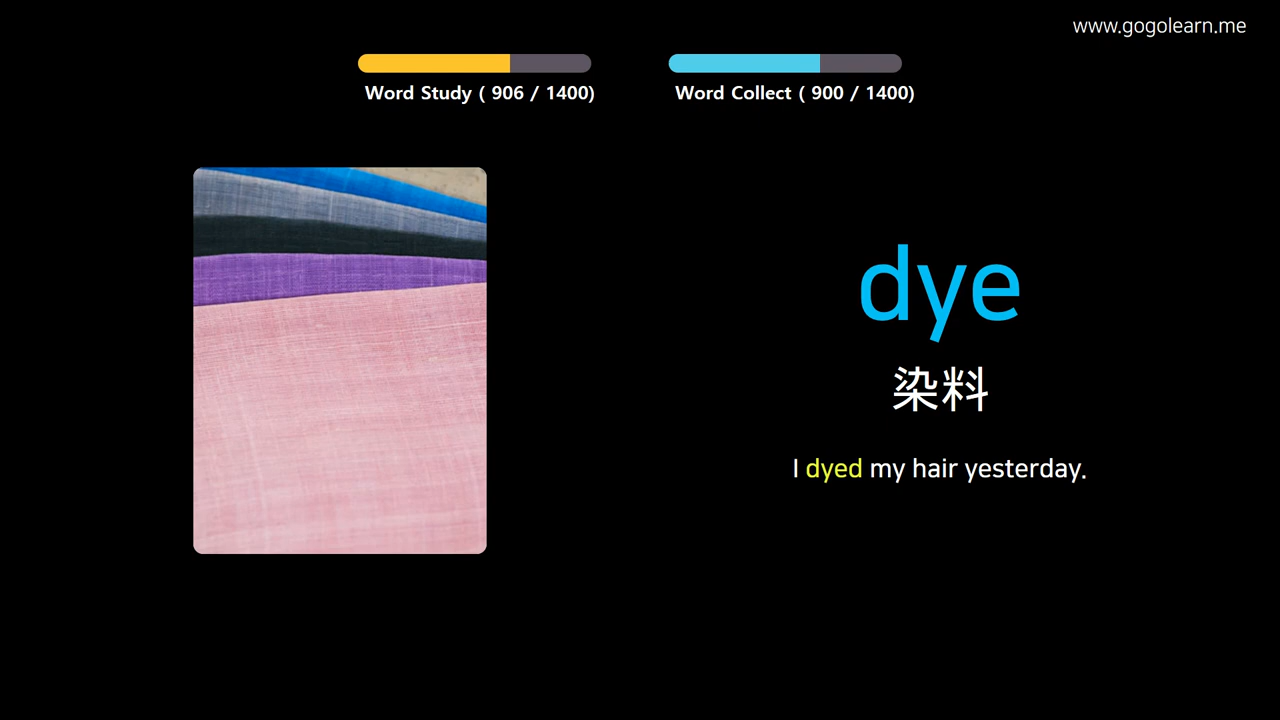 www.gogolearn.me
Word Study ( 906 / 1400)
Word Collect ( 900 / 1400)
dye
染料
I dyed my hair yesterday.